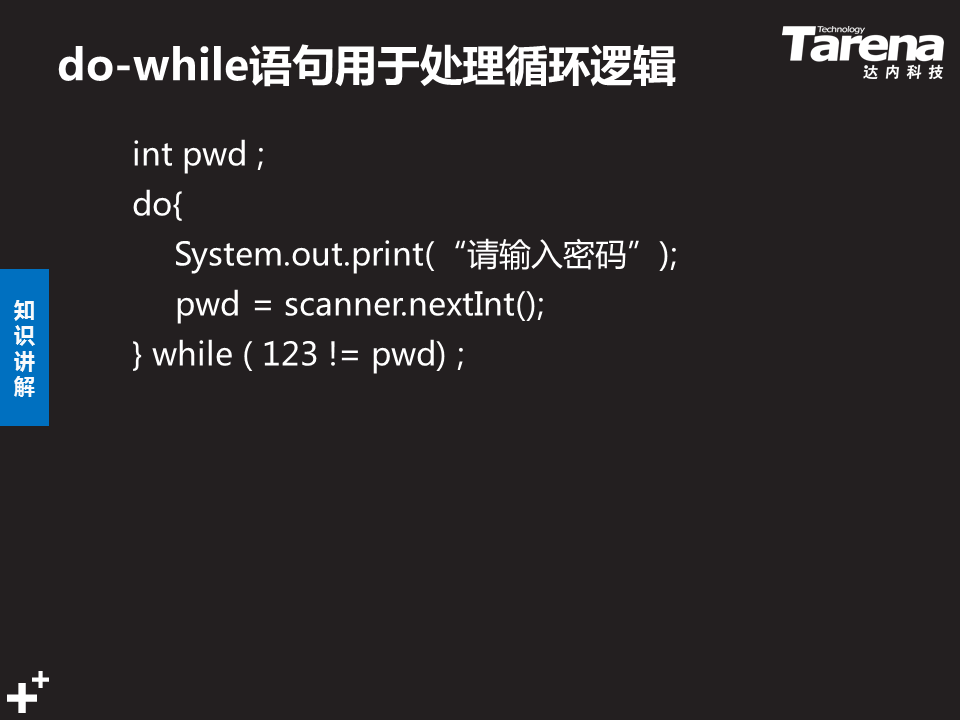 do-while语句用于处理循环逻辑
Technology
Tarena
达内科技
int pwd ;
do{
System.out.print( “请输入密码” );
pwd = scanner.nextInt();
} while ( 123 != pwd) ;
知
识
讲
解